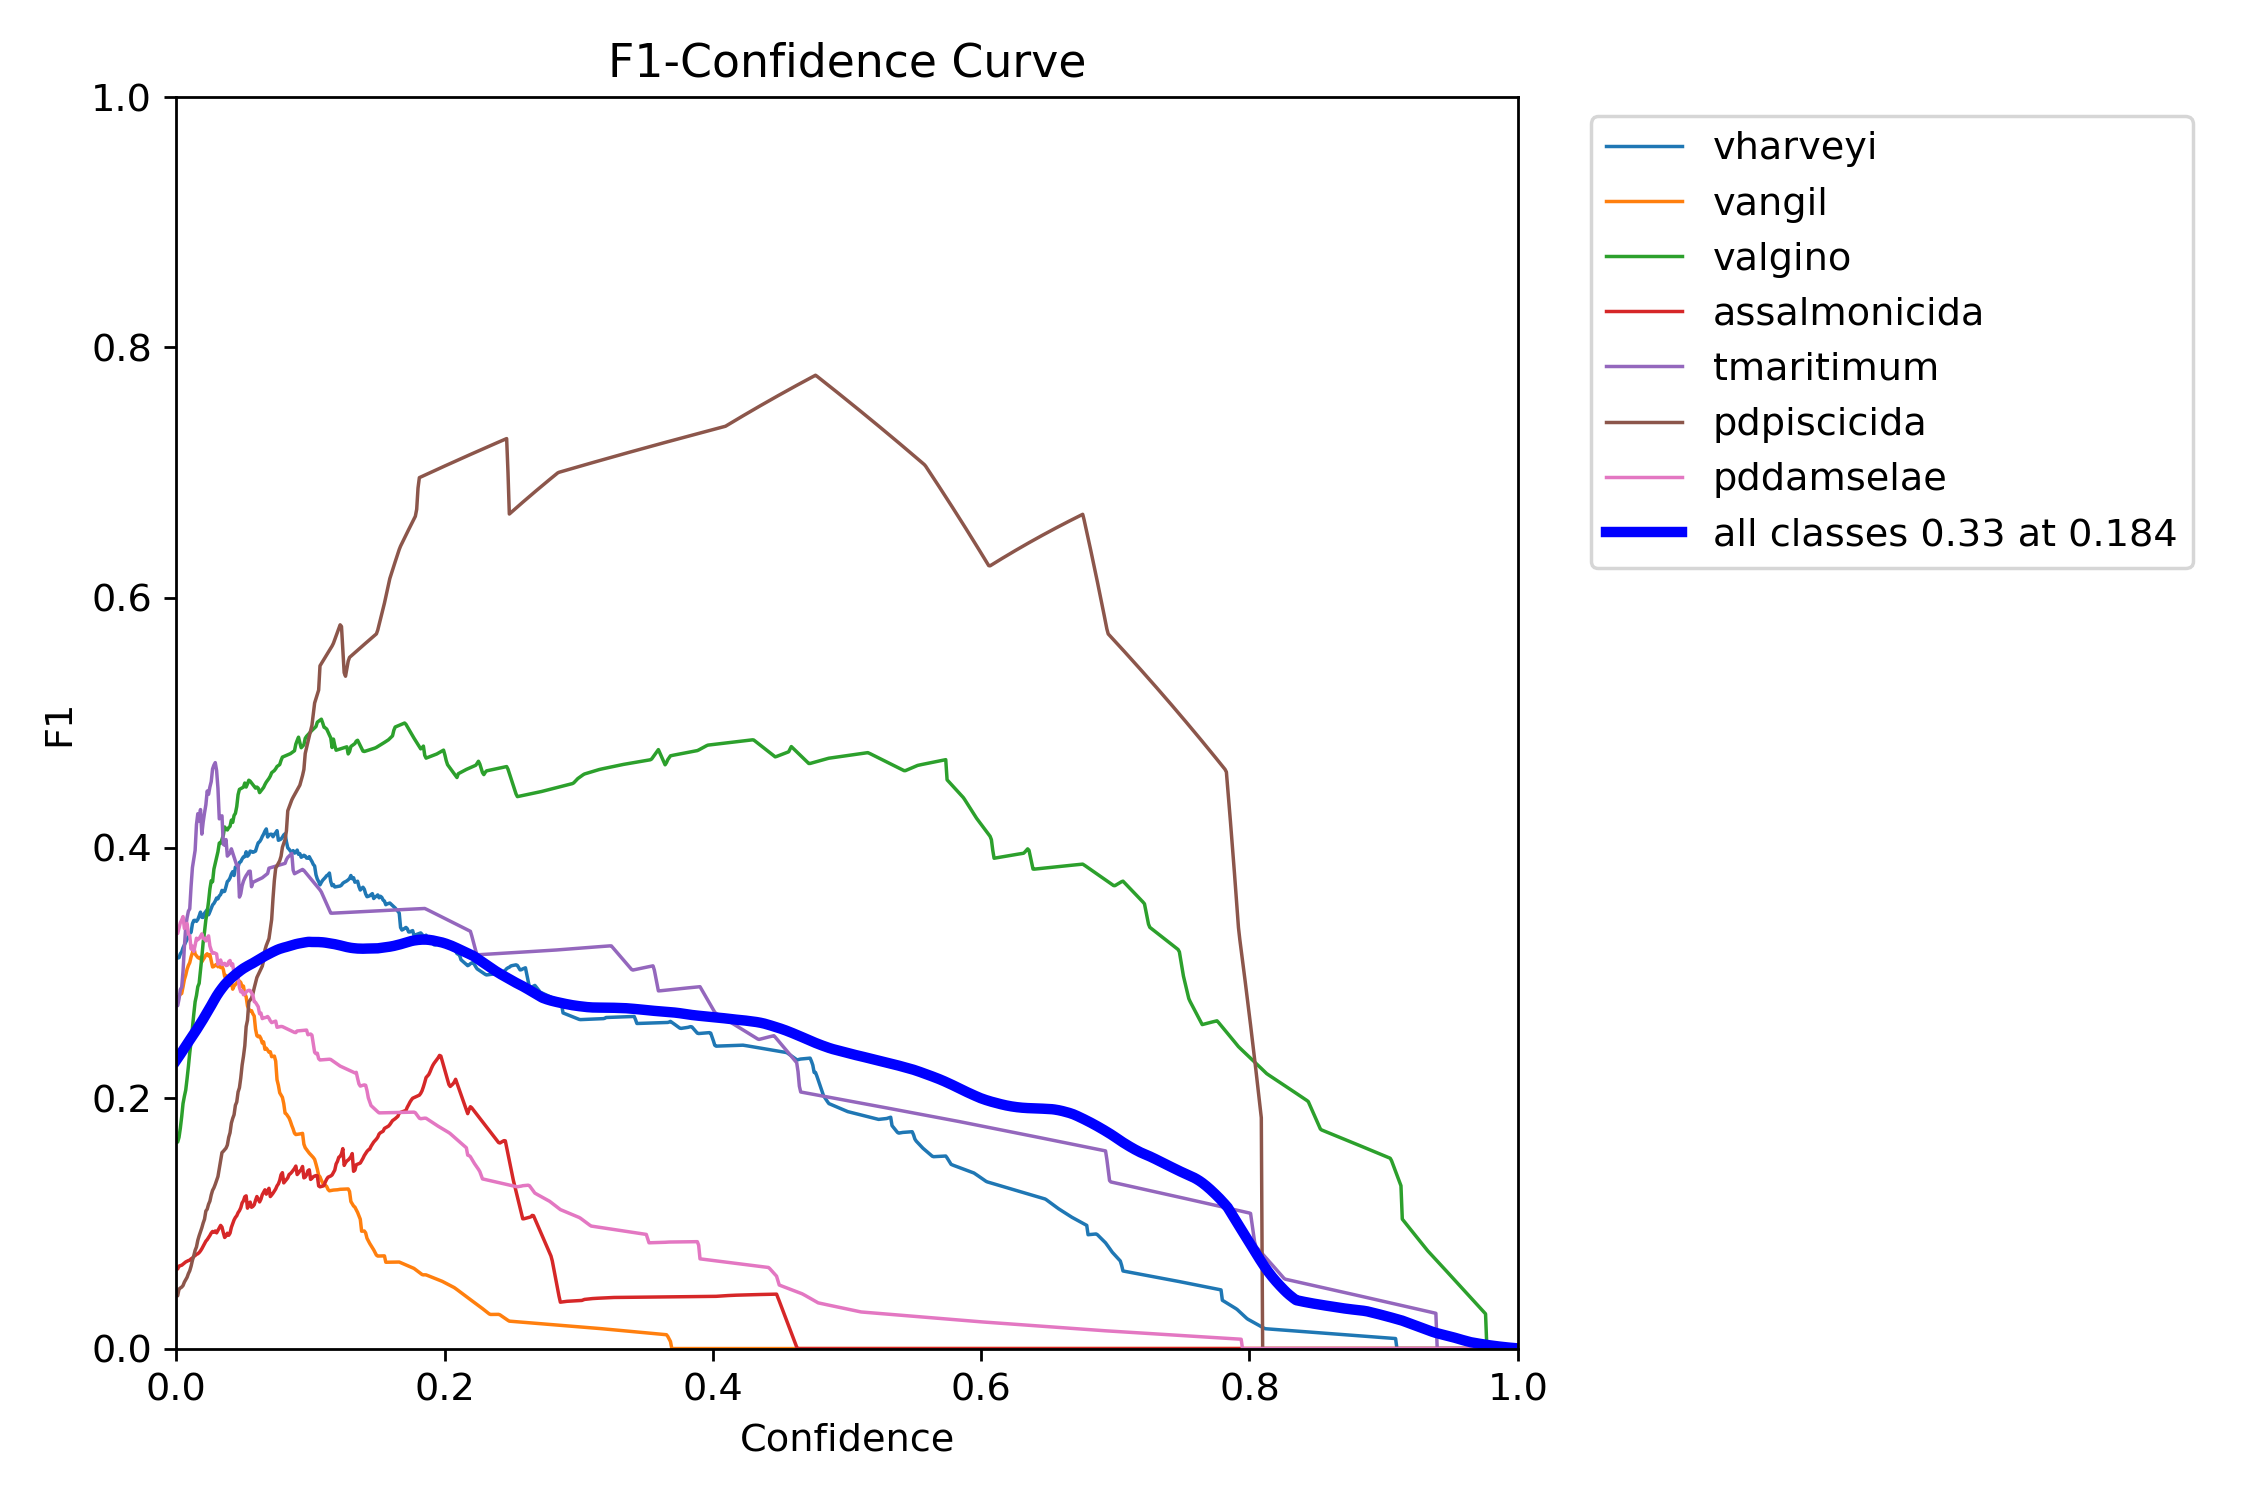 F1-Confidence Curve
1.0
0.8
0.6
0.4
0.2
0.0
F1
0.0 0.2 0.4 0.6 0.8 1.0
Confidence
vharveyi
vangil
valgino
assalmonicida
tmaritimum
pdpiscicida
pddamselae
all classes 0.33 at 0.184